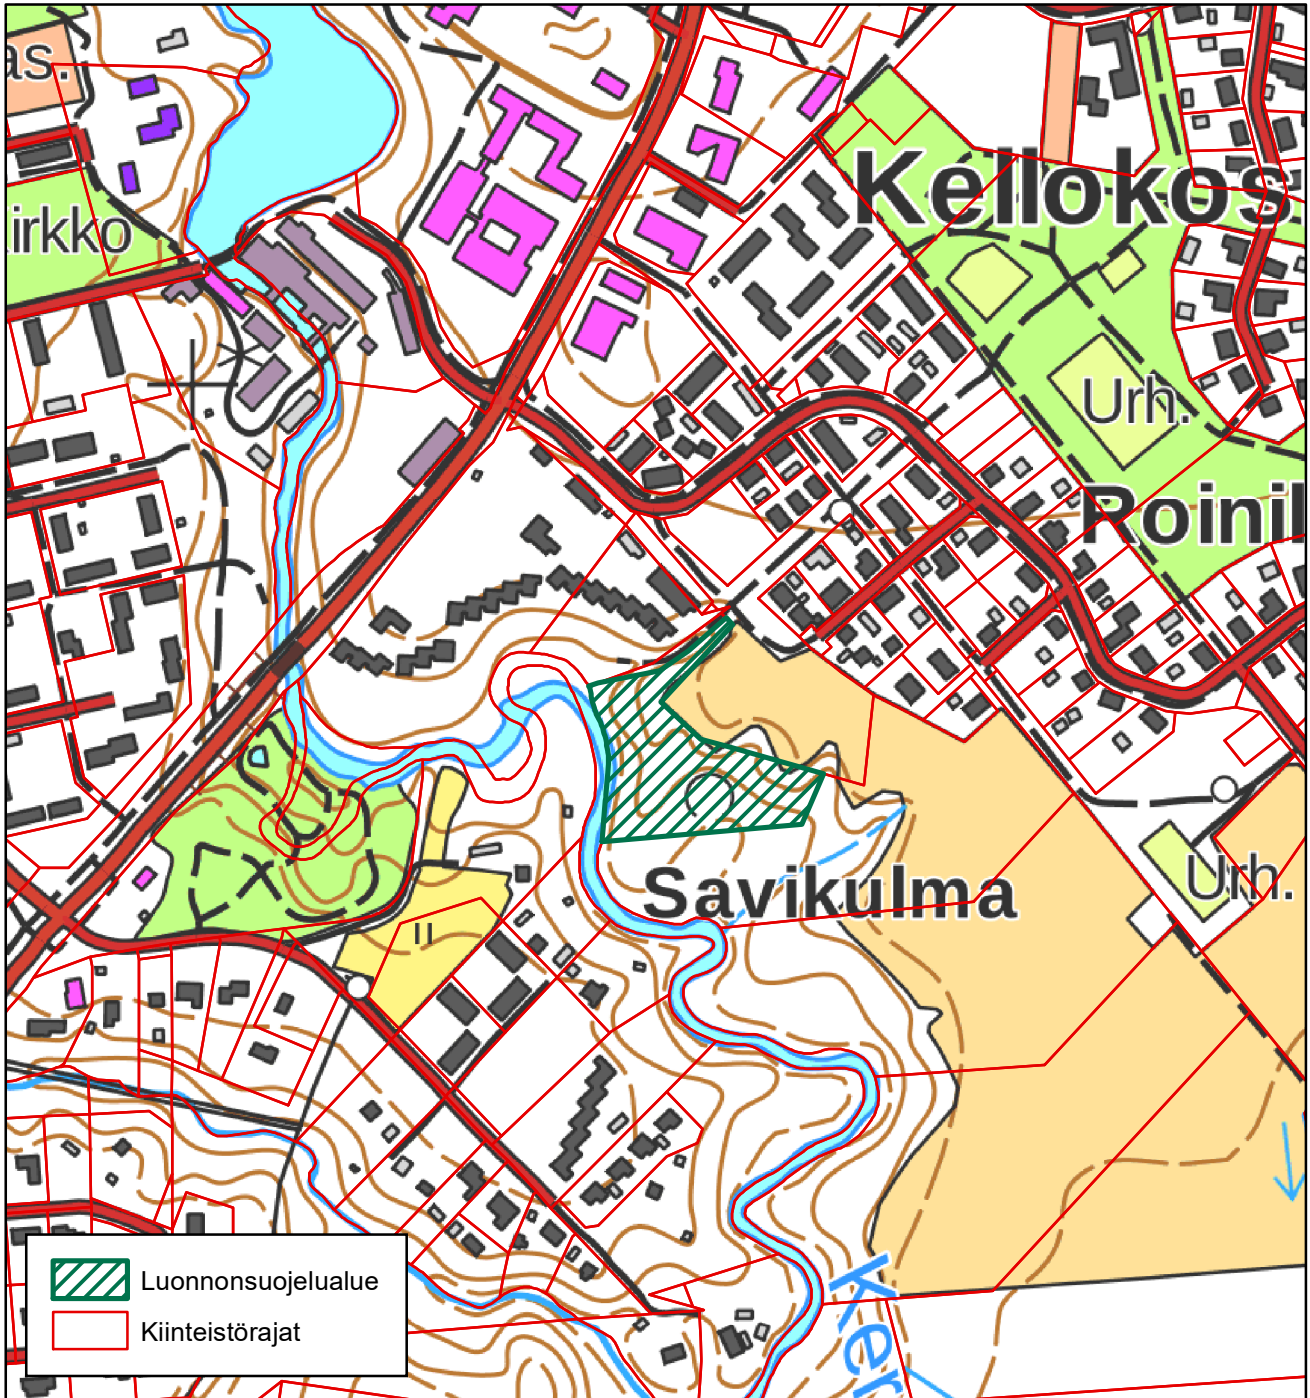 as.
Kellokos
irkko
Urh.
Roinil
Urh.
Savikulma
II
Ker
Luonnonsuojelualue
Kiinteistörajat